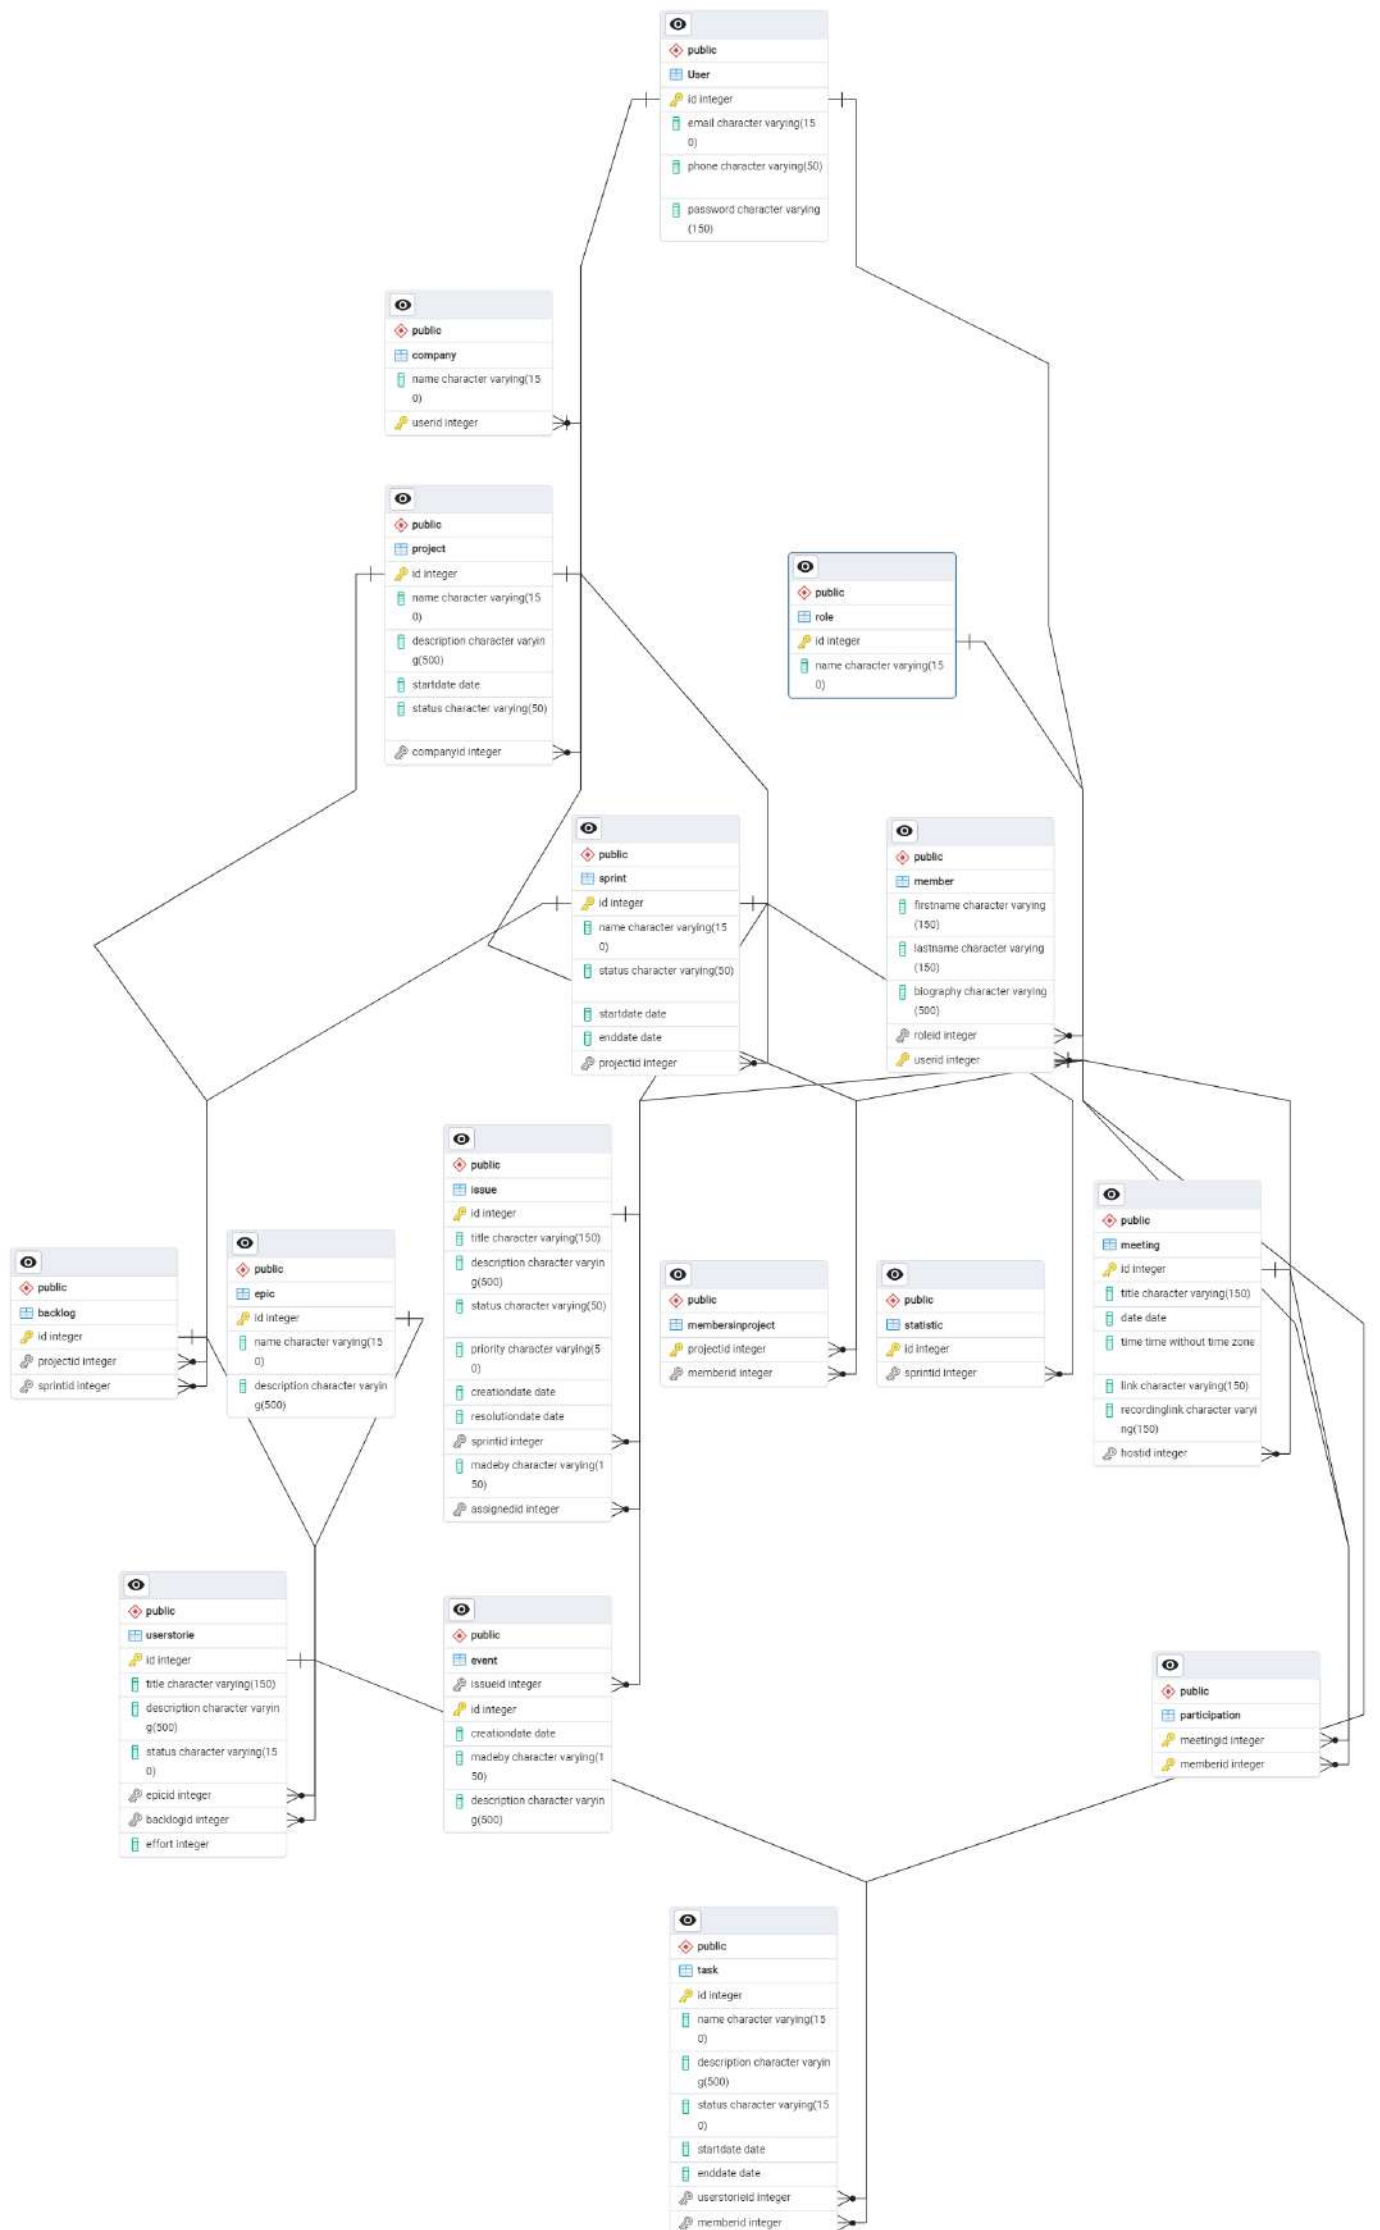 public
User
id integer
email character varying(15
0)
phone character varying(50)
password character varying
(150)
public
company
name character varying(15
0)
userid integer
public
project
id integer
name character varying(15
0)
description character varyin
g(500)
startdate date
status character varying(50)
companyid integer
public
role
id integer
name character varying(15
0)
public
sprint
id integer
name character varying(15
0)
status character varying(50)
startdate date
enddate date
projectid integer
public
member
firstname character varying
(150)
lastname character varying
(150)
biography character varying
(500)
roleid integer
userid integer
public
issue
id integer
title character varying(150)
description character varyin
g(500)
status character varying(50)
priority character varying(5
0)
creationdate date
resolutiondate date
sprintid integer
madeby character varying(1
50)
assignedid integer
public
backlog
id integer
projectid integer
sprintid integer
public
epic
id integer
name character varying(15
0)
description character varyin
g(500)
public
membersinproject
projectid integer
memberid integer
public
statistic
id integer
sprintid integer
public
meeting
id integer
title character varying(150)
date date
time time without time zone
link character varying(150)
recordinglink character varyi
ng(150)
hostid integer
public
userstorie
id integer
title character varying(150)
description character varyin
g(500)
status character varying(15
0)
epicid integer
backlogid integer
effort integer
public
event
issueid integer
id integer
creationdate date
madeby character varying(1
50)
description character varyin
g(500)
public
participation
meetingid integer
memberid integer
public
task
id integer
name character varying(15
0)
description character varyin
g(500)
status character varying(15
0)
startdate date
enddate date
userstorieid integer
memberid integer